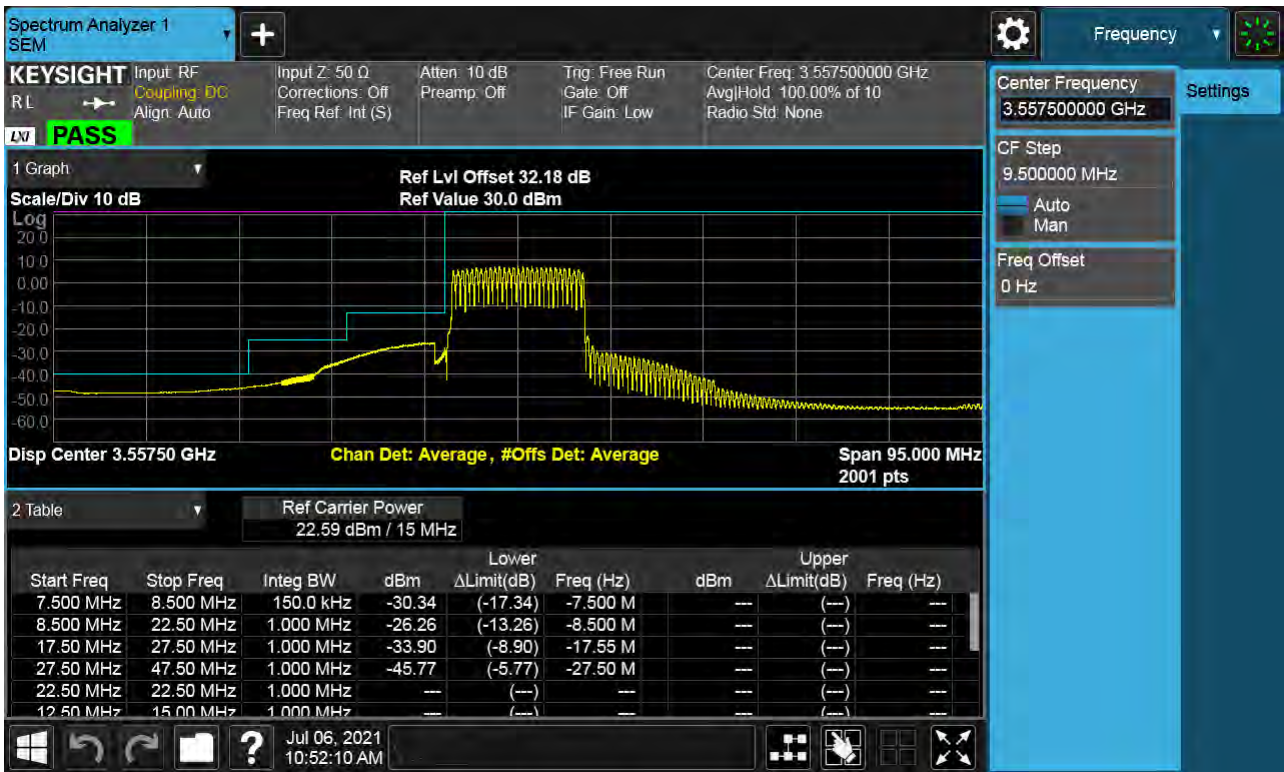 Spectrum Analyzer 1
SEM
Frequency
KEYSIGHT
R L
LXI
PASS
Input: RF
Coupling: DC
Align: Auto
Input Z: 50 Ω
Corrections: Off
Freq Ref: Int (S)
Atten: 10 dB
Preamp: Off
Trig: Free Run
Gate: Off
IF Gain: Low
Center Freq: 3.557500000 GHz
Avg|Hold: 100.00% of 10
Radio Std: None
Center Frequency
3.557500000 GHz
Settings
CF Step
9.500000 MHz
Auto
Man
Freq Offset
0 Hz
1 Graph
Ref Lvl Offset 32.18 dB
Scale/Div 10 dB
Ref Value 30.0 dBm
Log
20.0
10.0
0.00
-10.0
-20.0
-30.0
-40.0
-50.0
-60.0
Disp Center 3.55750 GHz
Chan Det: Average, #Offs Det: Average
Span 95.000 MHz
2001 pts
2 Table
Ref Carrier Power
22.59 dBm / 15 MHz
Lower Upper
Start Freq Stop Freq Integ BW dBm ΔLimit(dB) Freq (Hz) dBm ΔLimit(dB) Freq (Hz)
7.500 MHz 8.500 MHz 150.0 kHz -30.34 (-17.34) -7.500 M --- (---) ---
8.500 MHz 22.50 MHz 1.000 MHz -26.26 (-13.26) -8.500 M --- (---) ---
17.50 MHz 27.50 MHz 1.000 MHz -33.90 (-8.90) -17.55 M --- (---) ---
27.50 MHz 47.50 MHz 1.000 MHz -45.77 (-5.77) -27.50 M --- (---) ---
22.50 MHz 22.50 MHz 1.000 MHz --- (---) --- --- (---) ---
12.50 MHz 15.00 MHz 1.000 MHz --- (---) --- --- (---) ---
?
Jul 06, 2021
10:52:10 AM